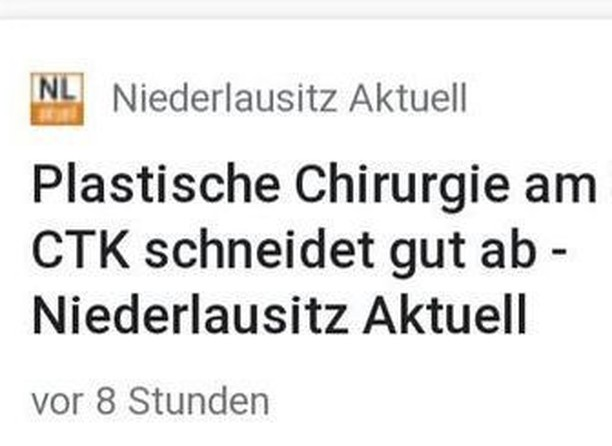 NL
Niederlausitz Aktuell
Plastische Chirurgie am
CTK schneidet gut ab -
Niederlausitz Aktuell
vor 8 Stunden